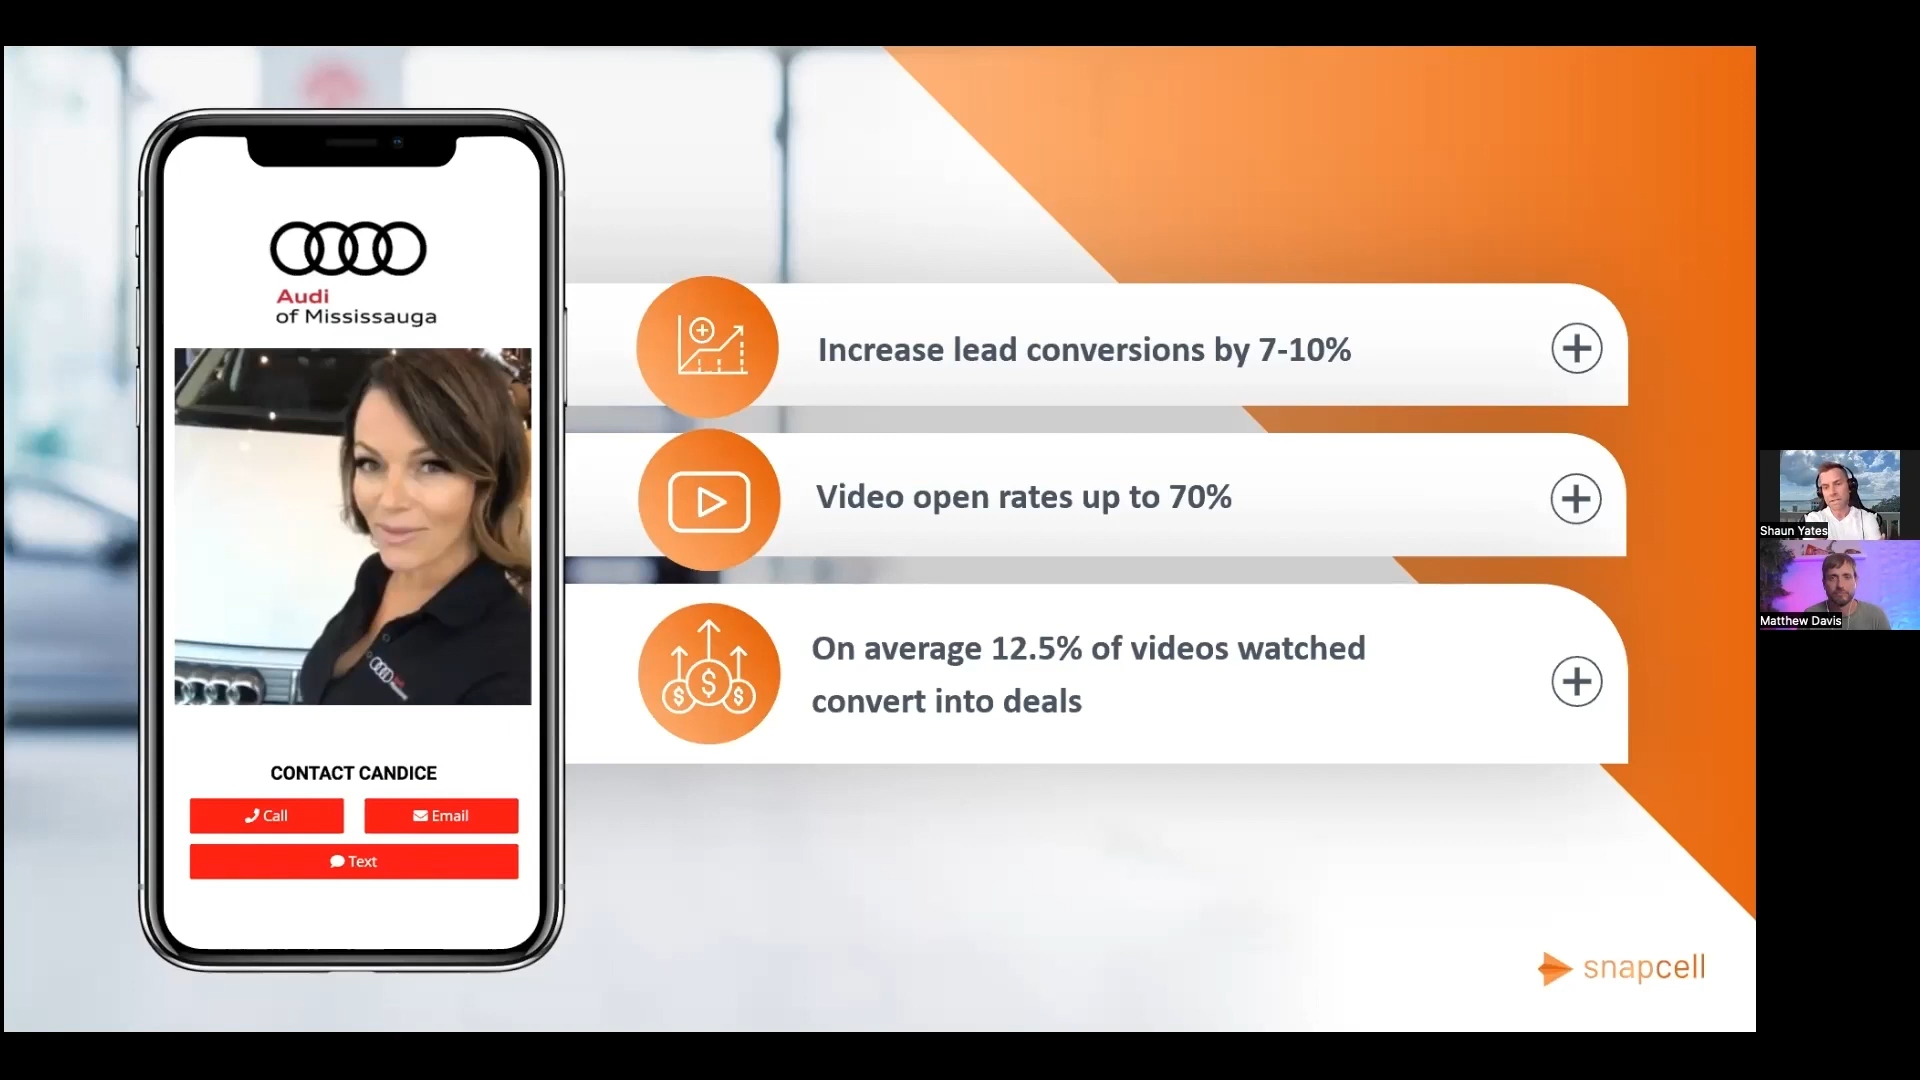 Audi
of Mississauga
CONTACT CANDICE
Call
Email
Text
Increase lead conversions by 7-10%
Video open rates up to 70%
On average 12.5% of videos watched
convert into deals
snapcell
Shaun Yates
Matthew Davis